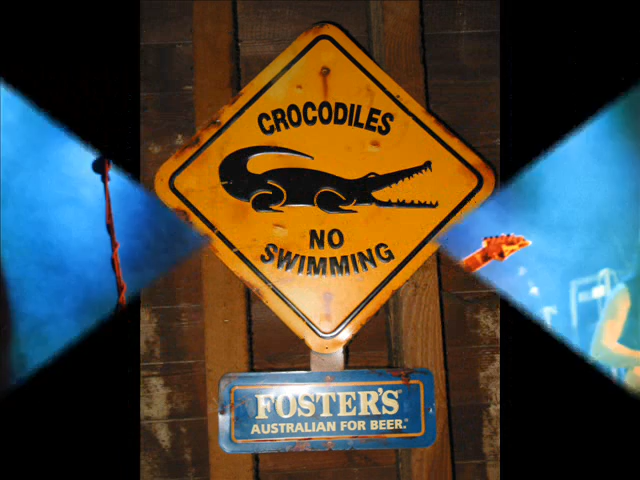 CROCODILES
NO
SWIMMING
FOSTER'S
AUSTRALIAN FOR BEER.